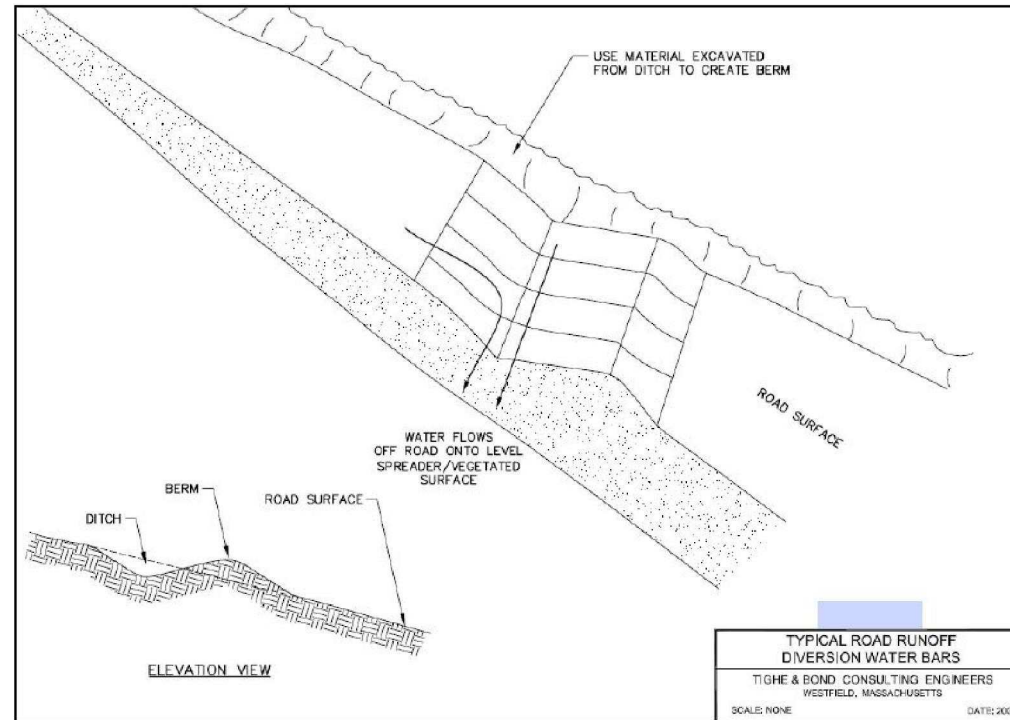 USE MATERIAL EXCAVATED
FROM DITCH TO CREATE BERM
ROAD SURFACE
WATER FLOWS
OFF ROAD ONTO LEVEL
SPREADER/VEGETATED
SURFACE
BERM
ROAD SURFACE
DITCH
ELEVATION VIEW
TYPICAL ROAD RUNOFF
DIVERSION WATER BARS
TIGHE & BOND CONSULTING ENGINEERS
WESTFIELD, MASSACHUSETTS
SCALE: NONE
DATE: